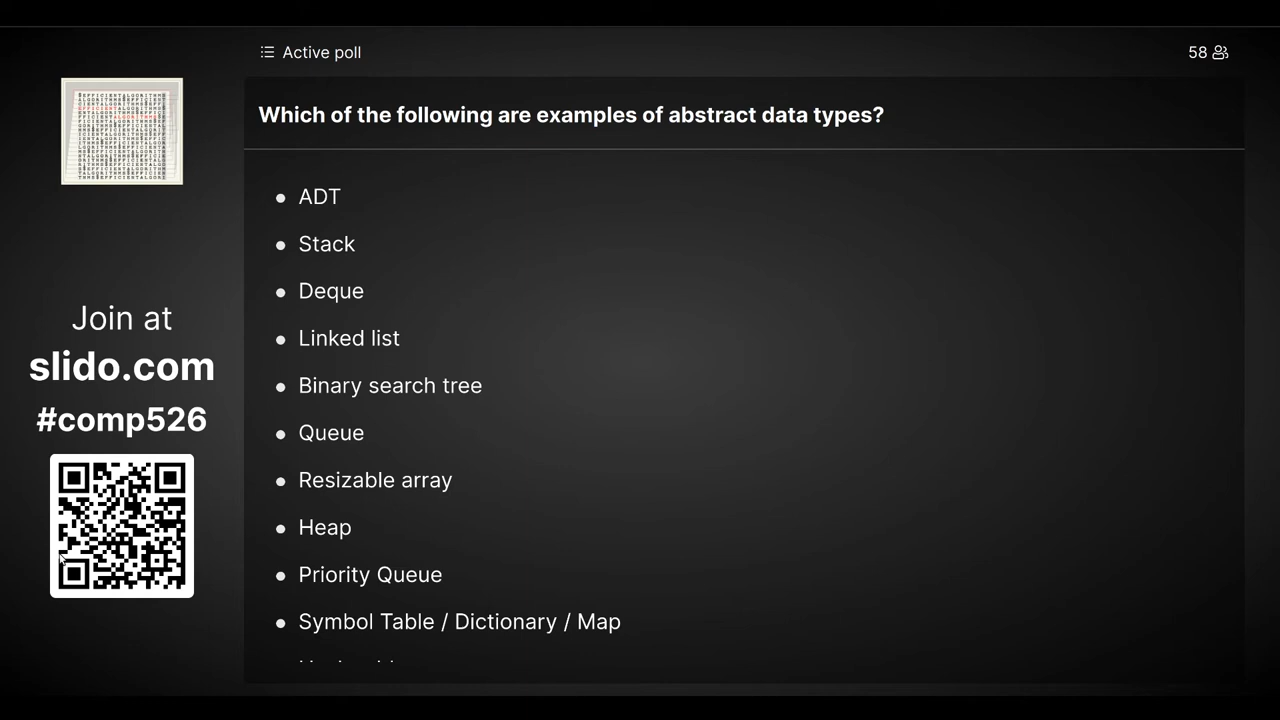 Active poll
58
Which of the following are examples of abstract data types?
ADT
Stack
Deque
Linked list
Binary search tree
Queue
Resizable array
Heap
Priority Queue
Symbol Table / Dictionary / Map
Join at
slido.com
#comp526